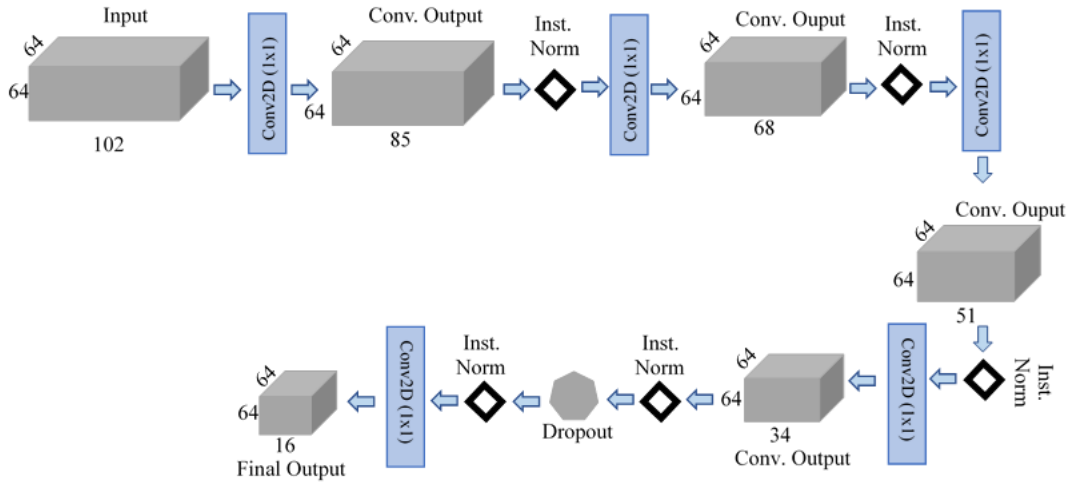 Input
64
64
102
Conv2D (1x1)
Conv. Output
64
64
85
Inst.
Norm
Conv2D (1x1)
Conv. Ouput
64
64
68
Inst.
Norm
Conv2D (1x1)
Conv. Ouput
64
64
51
Inst.
Norm
Conv2D (1x1)
64
64
34
Conv. Output
Inst.
Norm
Dropout
Inst.
Norm
Conv2D (1x1)
64
64
16
Final Output